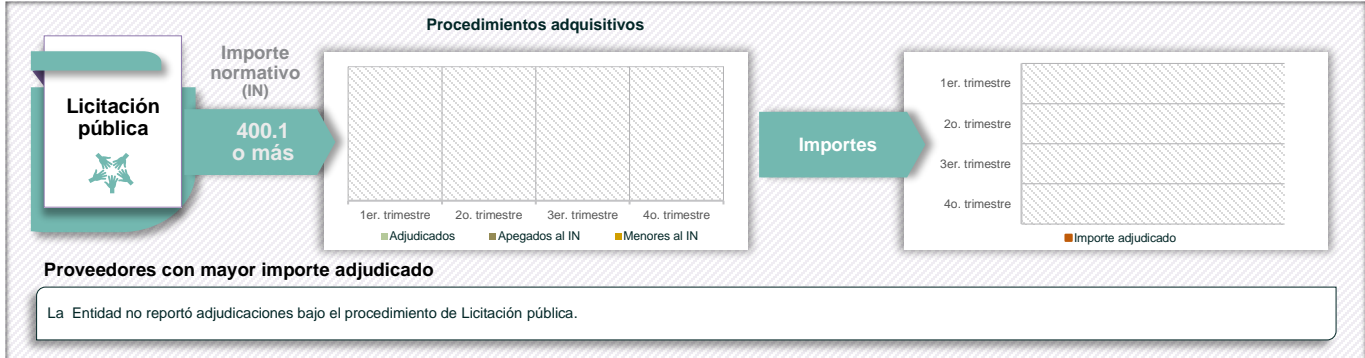 Procedimientos adquisitivos
Licitación
pública
Importe
normativo
(IN)
400.1
o más
1er. trimestre 2o. trimestre 3er. trimestre 4o. trimestre
Adjudicados Apegados al IN Menores al IN
Importes
1er. trimestre
2o. trimestre
3er. trimestre
4o. trimestre
Importe adjudicado
Proveedores con mayor importe adjudicado
La Entidad no reportó adjudicaciones bajo el procedimiento de Licitación pública.